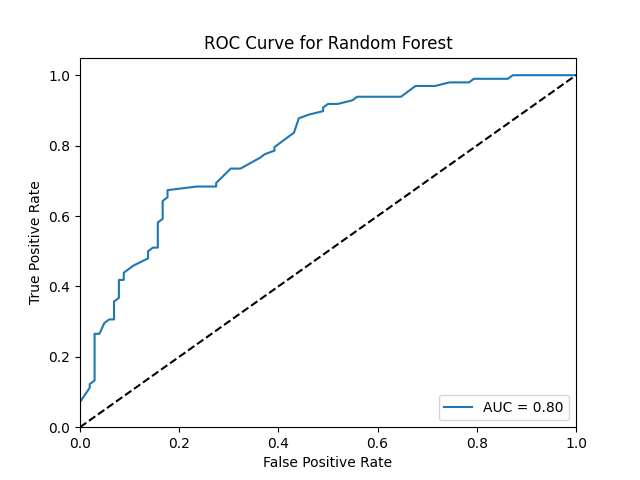 ROC Curve for Random Forest
True Positive Rate
1.0
0.8
0.6
0.4
0.2
0.0
AUC = 0.80
0.0 0.2 0.4 0.6 0.8 1.0
False Positive Rate